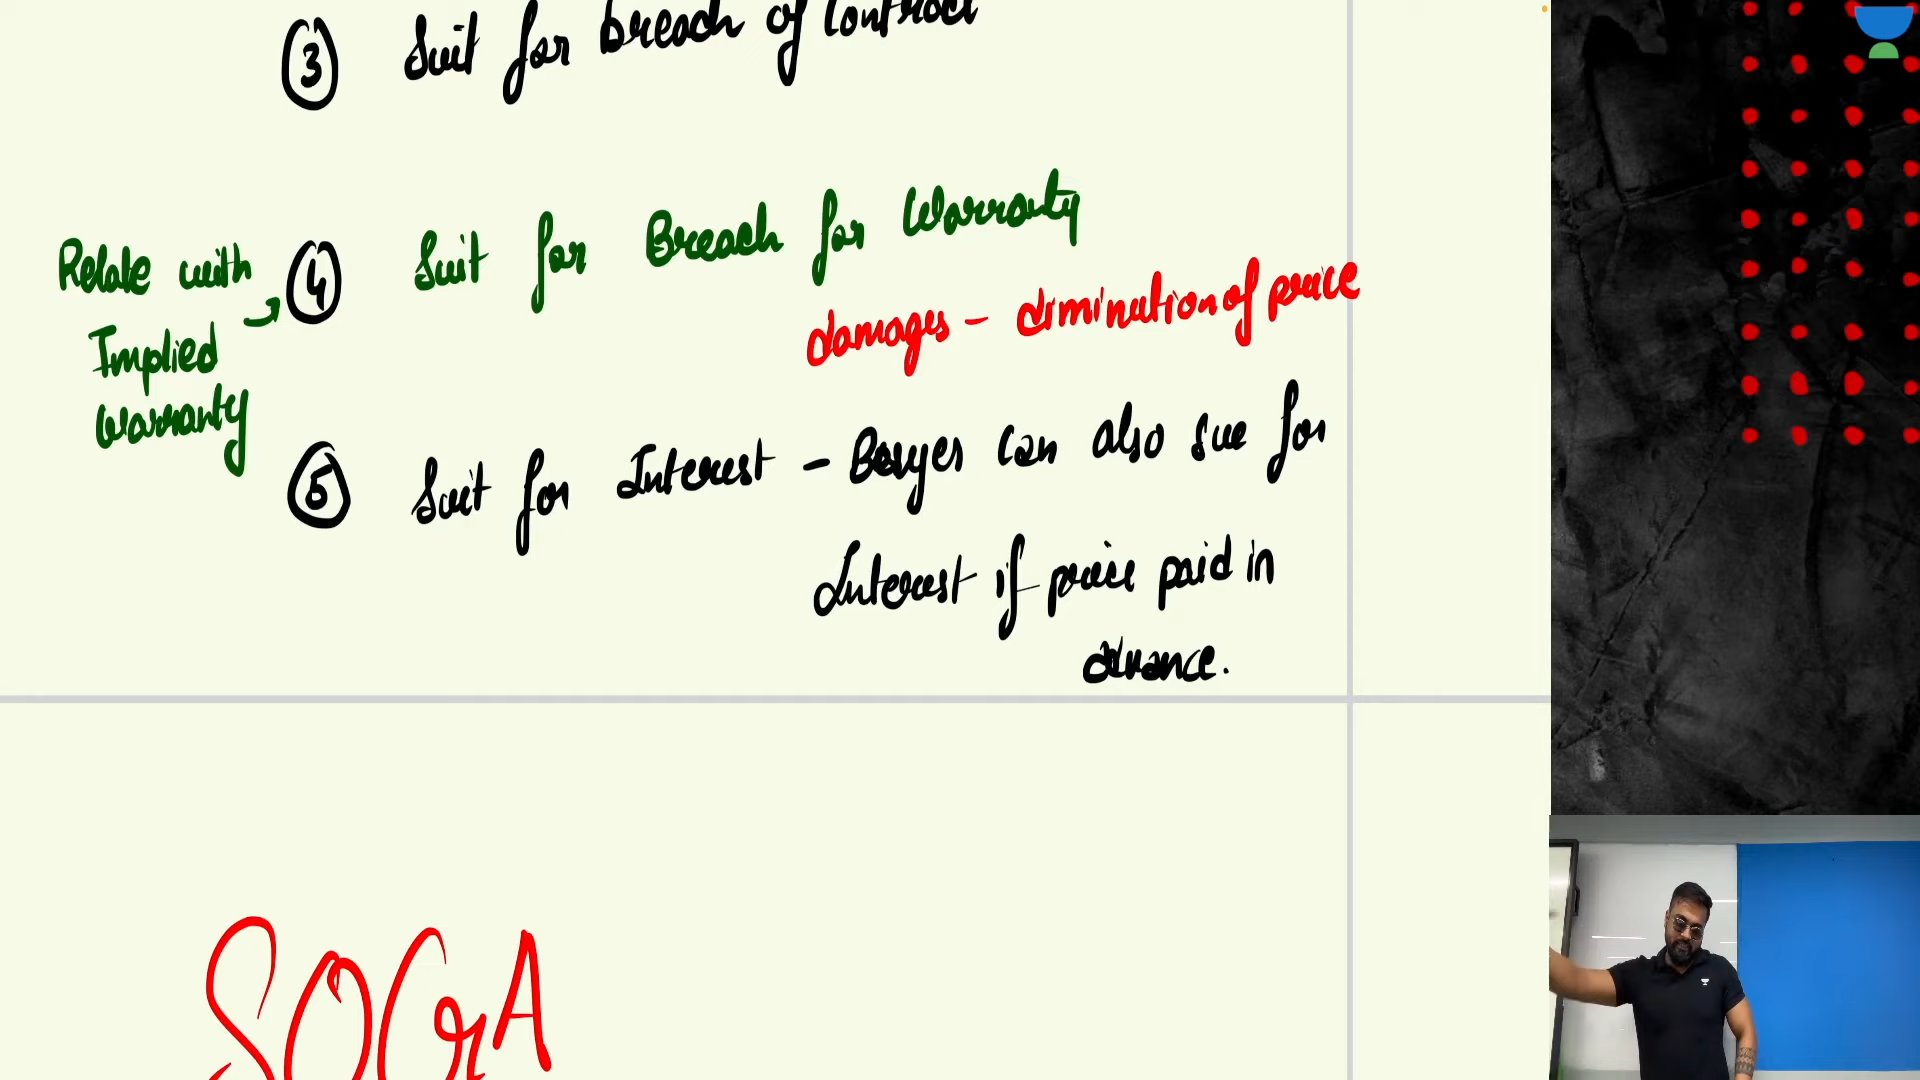 3 Suit for breach of Contract
4 Suit for Breach for Warranty
Relate with
Implied
Warranty
damages - diminution of price
5 Suit for Interest - Buyer can also sue for
Interest if price paid in
advance.
SOGA